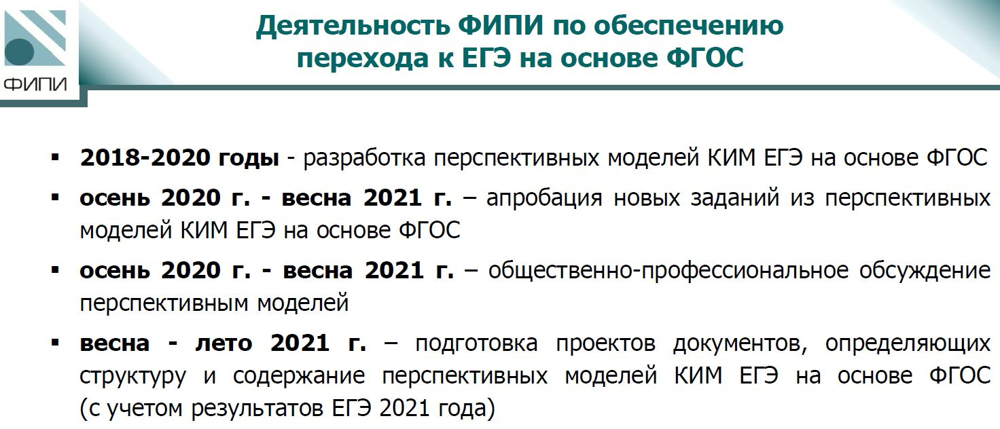 ФИПИ
Деятельность ФИПИ по обеспечению
перехода к ЕГЭ на основе ФГОС
▪ 2018-2020 годы - разработка перспективных моделей КИМ ЕГЭ на основе ФГОС
▪ осень 2020 г. - весна 2021 г. – апробация новых заданий из перспективных
моделей КИМ ЕГЭ на основе ФГОС
▪ осень 2020 г. - весна 2021 г. – общественно-профессиональное обсуждение
перспективным моделей
▪ весна - лето 2021 г. – подготовка проектов документов, определяющих
структуру и содержание перспективных моделей КИМ ЕГЭ на основе ФГОС
(с учетом результатов ЕГЭ 2021 года)